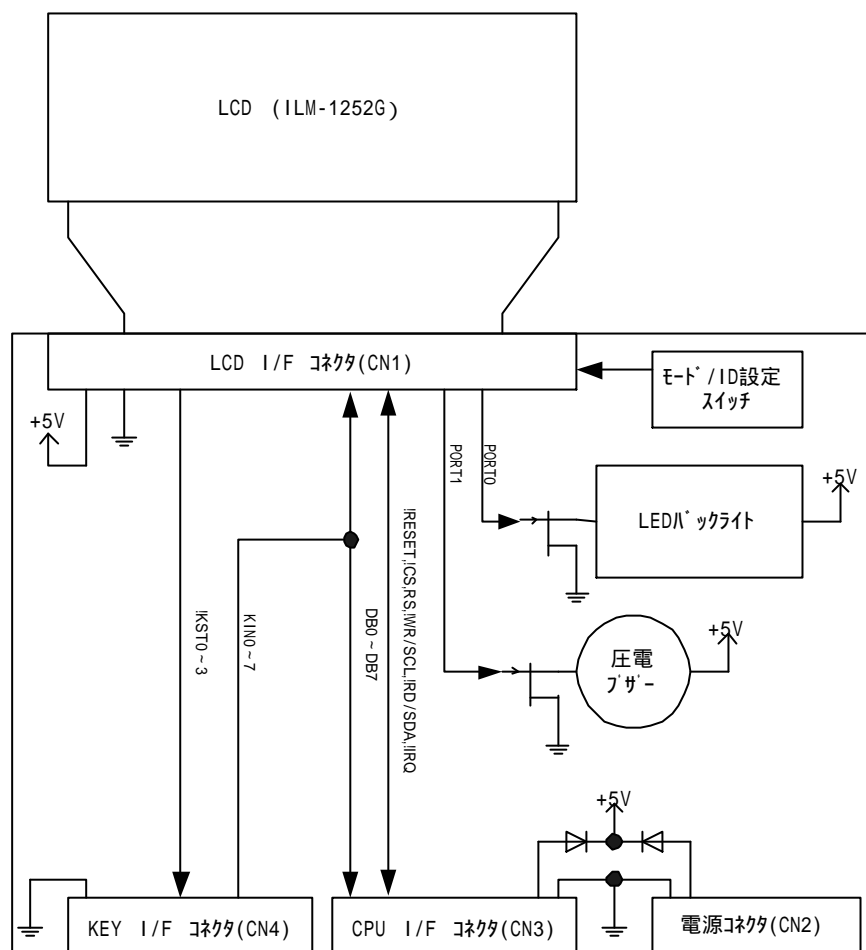 LCD (ILM-1252G)
LCD I/F ｺﾈｸﾀ(CN1)
ﾓｰﾄﾞ/ID設定
ｽｲｯﾁ
+5V
PORT1
PORT0
+5V
LEDﾊﾞｯｸﾗｲﾄ
!KST0~3
KIN0~7
DB0~DB7
!RESET,!CS,RS,!WR/SCL,!RD/SDA,!IRQ
圧電
ﾌﾞｻﾞｰ
+5V
+5V
KEY I/F ｺﾈｸﾀ(CN4)
CPU I/F ｺﾈｸﾀ(CN3)
電源ｺﾈｸﾀ(CN2)